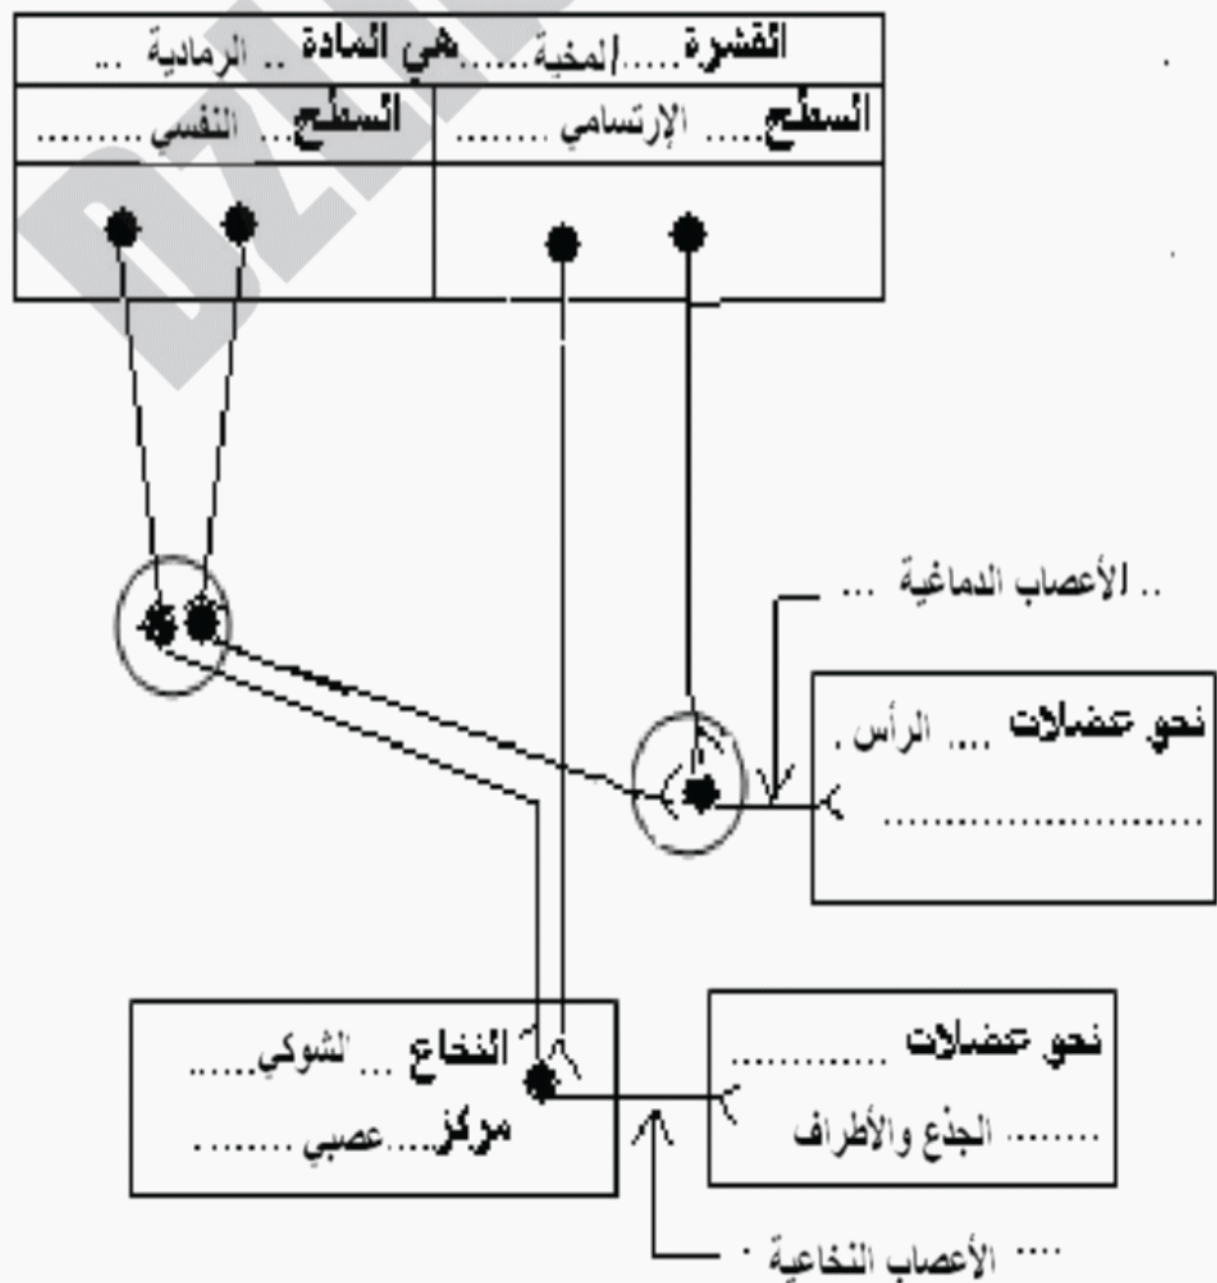 القشرة.....المخية......هي المادة .. الرمادية ...
السطح..... الإرتسامي ........
السطح... النفسي .........
.. الأعصاب الدماغية ...
نحو عضلات .... الرأس .
..........................
النخاع ... الشوكي......
مركز....عصبي ........ .
نحو عضلات ............
........ الجذع والأطراف
.... الأعصاب النخاعية .